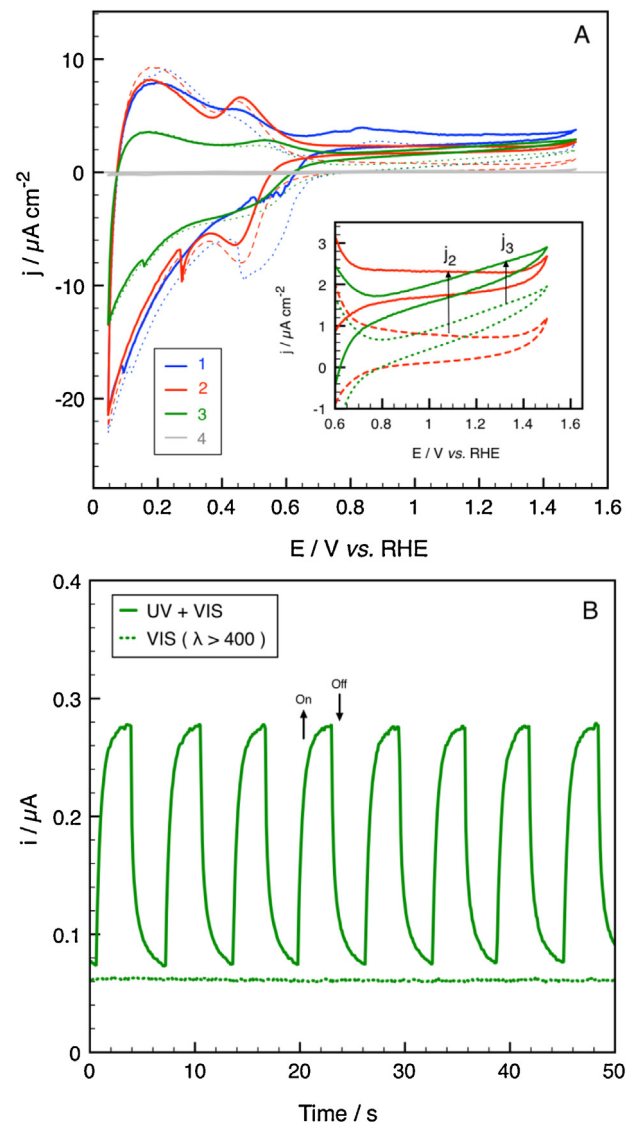 A
10
0
-10
-20
j / μA cm⁻²
1
2
3
4
j₂
j₃
3
2
1
0
-1
j / μA cm⁻²
0.6 0.8 1 1.2 1.4 1.6
E / V vs. RHE
0 0.2 0.4 0.6 0.8 1 1.2 1.4 1.6
E / V vs. RHE
0.4
B
UV + VIS
VIS ( λ > 400 )
On
Off
0.3
0.2
0.1
0
i / μA
0 10 20 30 40 50
Time / s